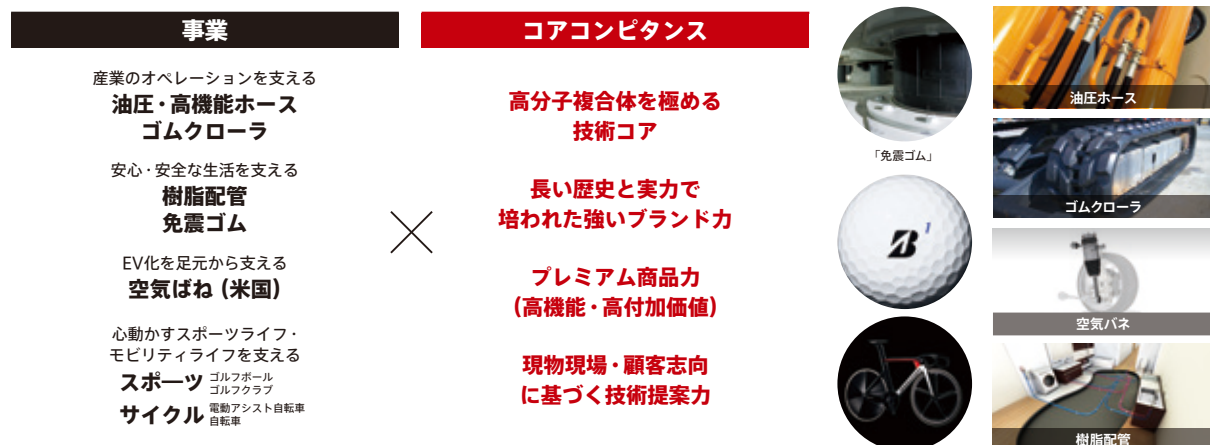 事業
産業のオペレーションを支える
油圧・高機能ホース
ゴムクローラ
安心・安全な生活を支える
樹脂配管
免震ゴム
EV化を足元から支える
空気ばね（米国）
心動かすスポーツライフ・
モビリティライフを支える
スポーツ ゴルフボール
ゴルフクラブ
サイクル 電動アシスト自転車
自転車
×
コアコンピタンス
高分子複合体を極める
技術コア
長い歴史と実力で
培われた強いブランド力
プレミアム商品力
（高機能・高付加価値）
現物現場・顧客志向
に基づく技術提案力
「免震ゴム」
B 1
油圧ホース
ゴムクローラ
空気バネ
樹脂配管